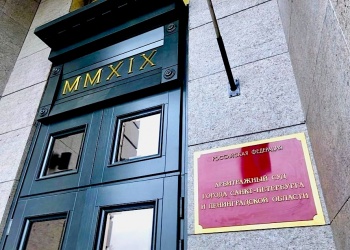 MMXIX
РОССИЙСКАЯ ФЕДЕРАЦИЯ
АРБИТРАЖНЫЙ СУД
ГОРОДА САНКТ-ПЕТЕРБУРГА
И ЛЕНИНГРАДСКОЙ ОБЛАСТИ